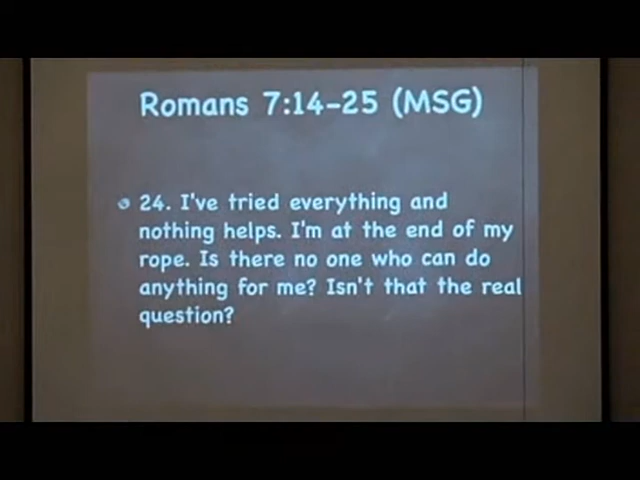 Romans 7:14-25 (MSG)
24. I've tried everything and
nothing helps. I'm at the end of my
rope. Is there no one who can do
anything for me? Isn't that the real
question?